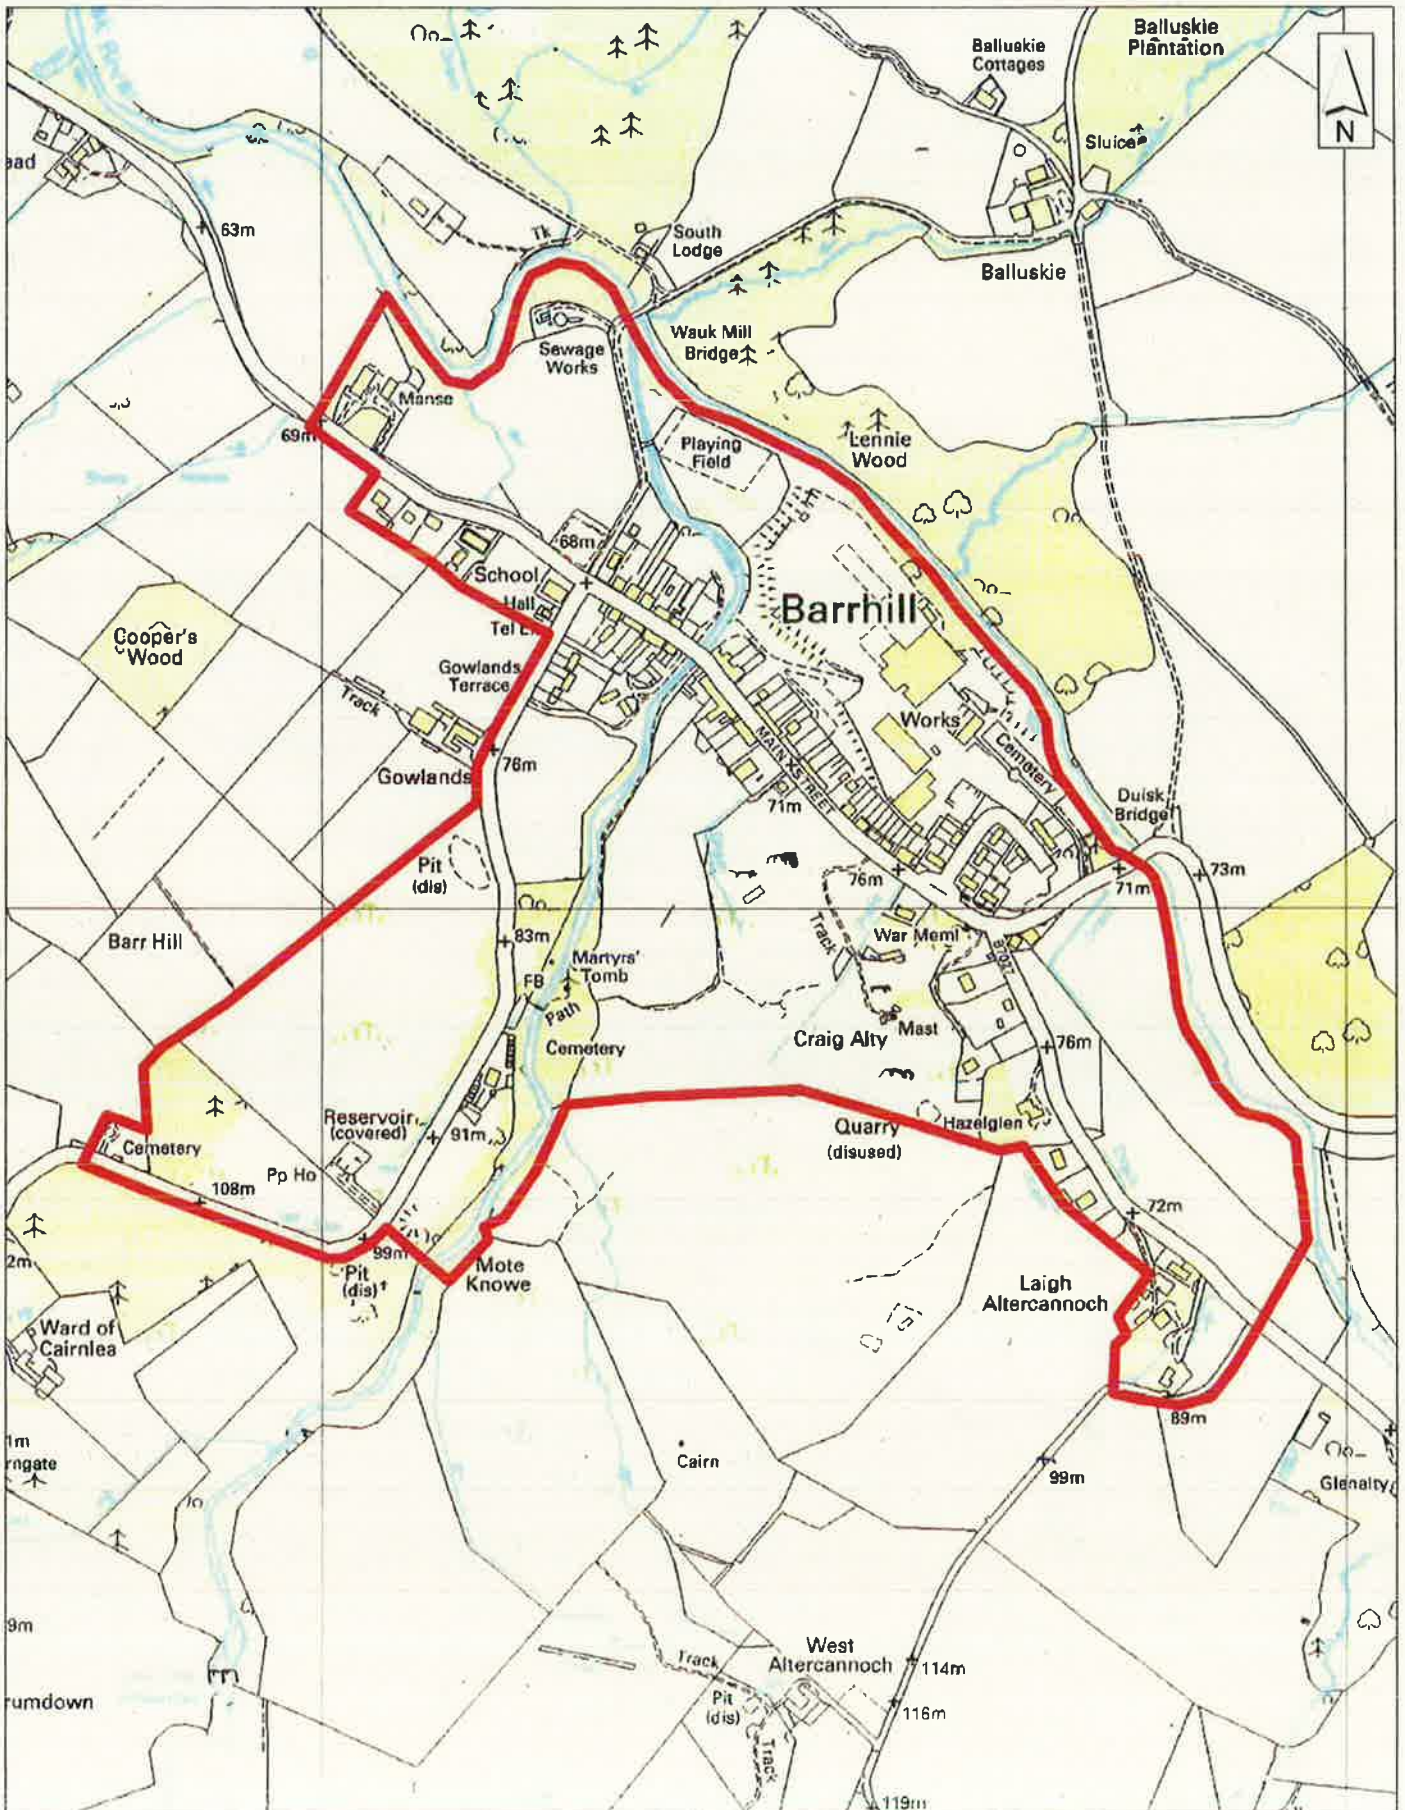 Balluskie
Plantation
Balluskie
Cottages
N
Sluice
63m
Tk
South
Lodge
Balluskie
Wauk Mill
Bridge
Sewage
Works
Manse
69m
Playing
Field
Lennie
Wood
68m
School
Hall
Barrhill
Cooper's
Wood
Gowlands
Terrace
Track
Works
Cemetery
MAIN STREET
Gowlands
76m
71m
Duisk
Bridge
Pit
(dis)
76m
71m
73m
Barr Hill
83m
Track
War Meml
B7027
Martyrs'
Tomb
FB
Path
Mast
Craig Alty
Cemetery
76m
Reservoir
(covered)
91m
Quarry
(disused)
Hazelglen
Cemetery
Pp Ho
108m
72m
99m
Pit
(dis)
Mote
Knowe
Laigh
Altercannoch
Ward of
Cairnlea
89m
Cairn
99m
Glenalty
West
Altercannoch
Track
114m
Pit
(dis)
116m
Track
119m